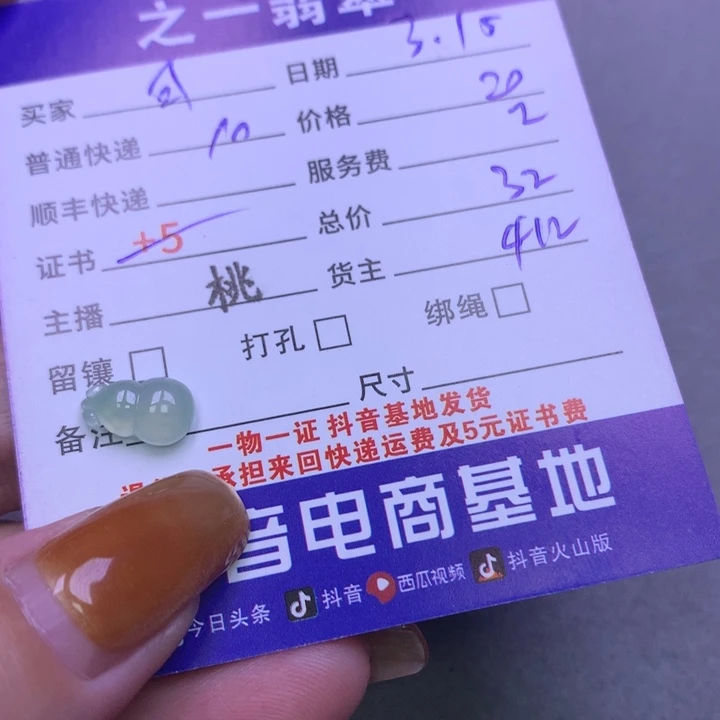 之一翡翠
买家 日期 3.15
普通快递 10 价格 20
顺丰快递 服务费 2
证书 +5 总价 32
主播 桃 货主 412
留镶 打孔 绑绳
备注 尺寸
一物一证 抖音基地发货
承担来回快递运费及5元证书费
音电商基地
今日头条 抖音 西瓜视频 抖音火山版